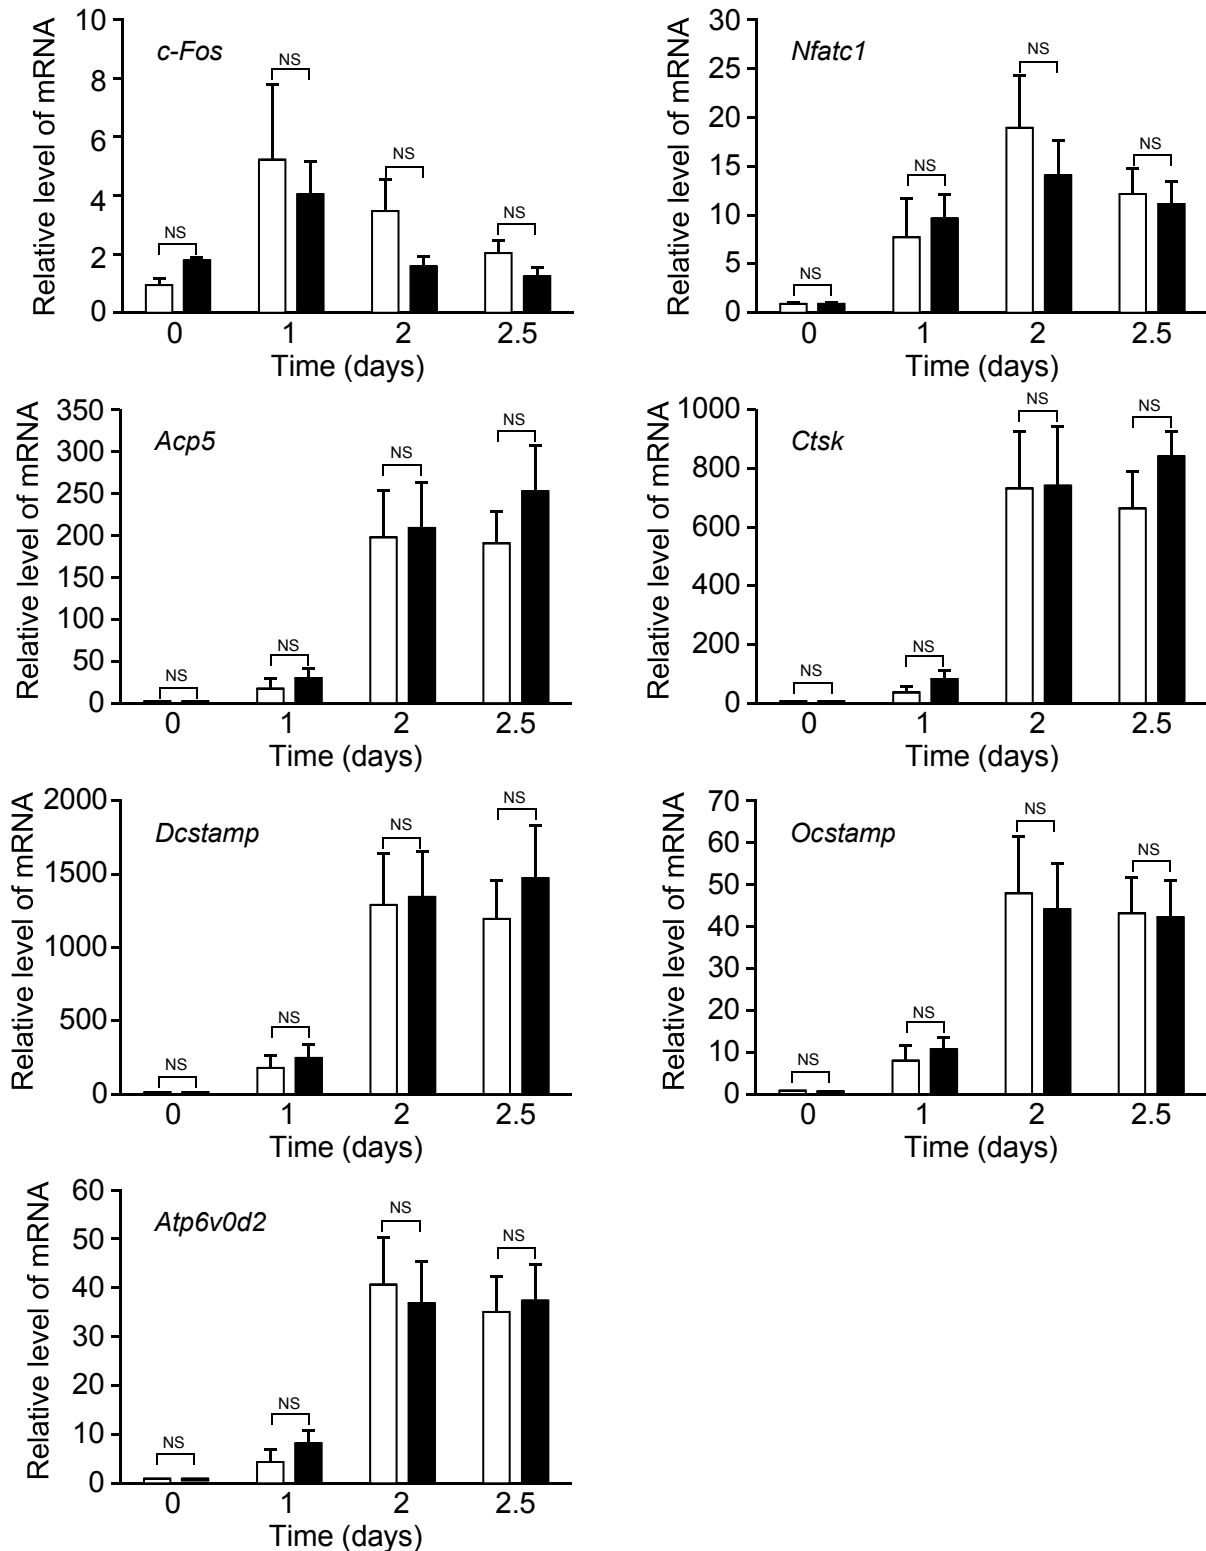 c-Fos
Relative level of mRNA
10
8
6
4
2
0
NS
NS
NS
NS
0 1 2 2.5
Time (days)
Nfatc1
Relative level of mRNA
30
25
20
15
10
5
0
NS
NS
NS
NS
0 1 2 2.5
Time (days)
Acp5
Relative level of mRNA
350
300
250
200
150
100
50
0
NS
NS
NS
NS
0 1 2 2.5
Time (days)
Ctsk
Relative level of mRNA
1000
800
600
400
200
0
NS
NS
NS
NS
0 1 2 2.5
Time (days)
Dcstamp
Relative level of mRNA
2000
1500
1000
500
0
NS
NS
NS
NS
0 1 2 2.5
Time (days)
Ocstamp
Relative level of mRNA
70
60
50
40
30
20
10
0
NS
NS
NS
NS
0 1 2 2.5
Time (days)
Atp6v0d2
Relative level of mRNA
60
50
40
30
20
10
0
NS
NS
NS
NS
0 1 2 2.5
Time (days)